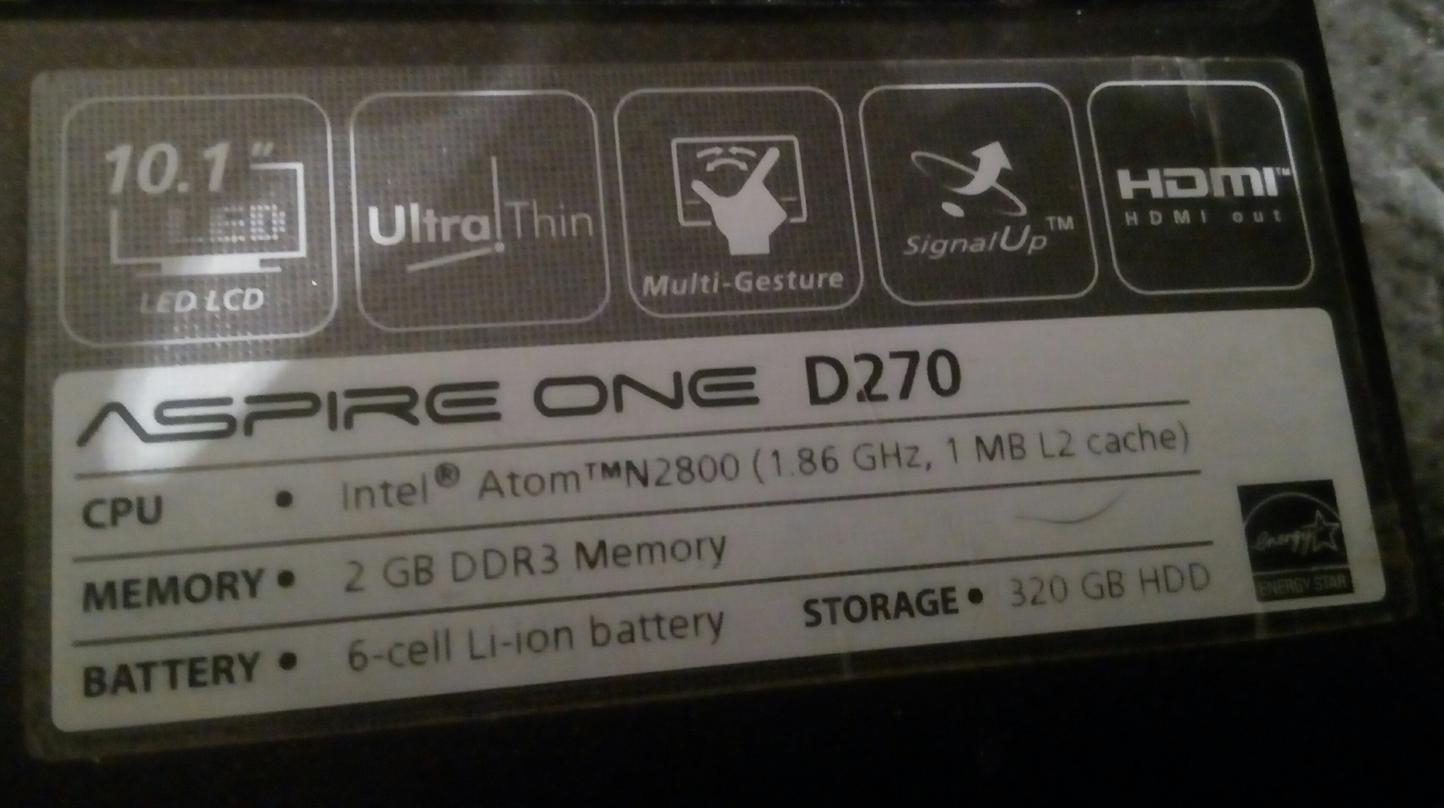 10.1"
LED
LED LCD
Ultra Thin
Multi-Gesture
SignalUp™
HDMI™
HDMI out
ASPIRE ONE D270
CPU • Intel® Atom™N2800 (1.86 GHz, 1 MB L2 cache)
MEMORY • 2 GB DDR3 Memory
BATTERY • 6-cell Li-ion battery STORAGE • 320 GB HDD
energy
ENERGY STAR